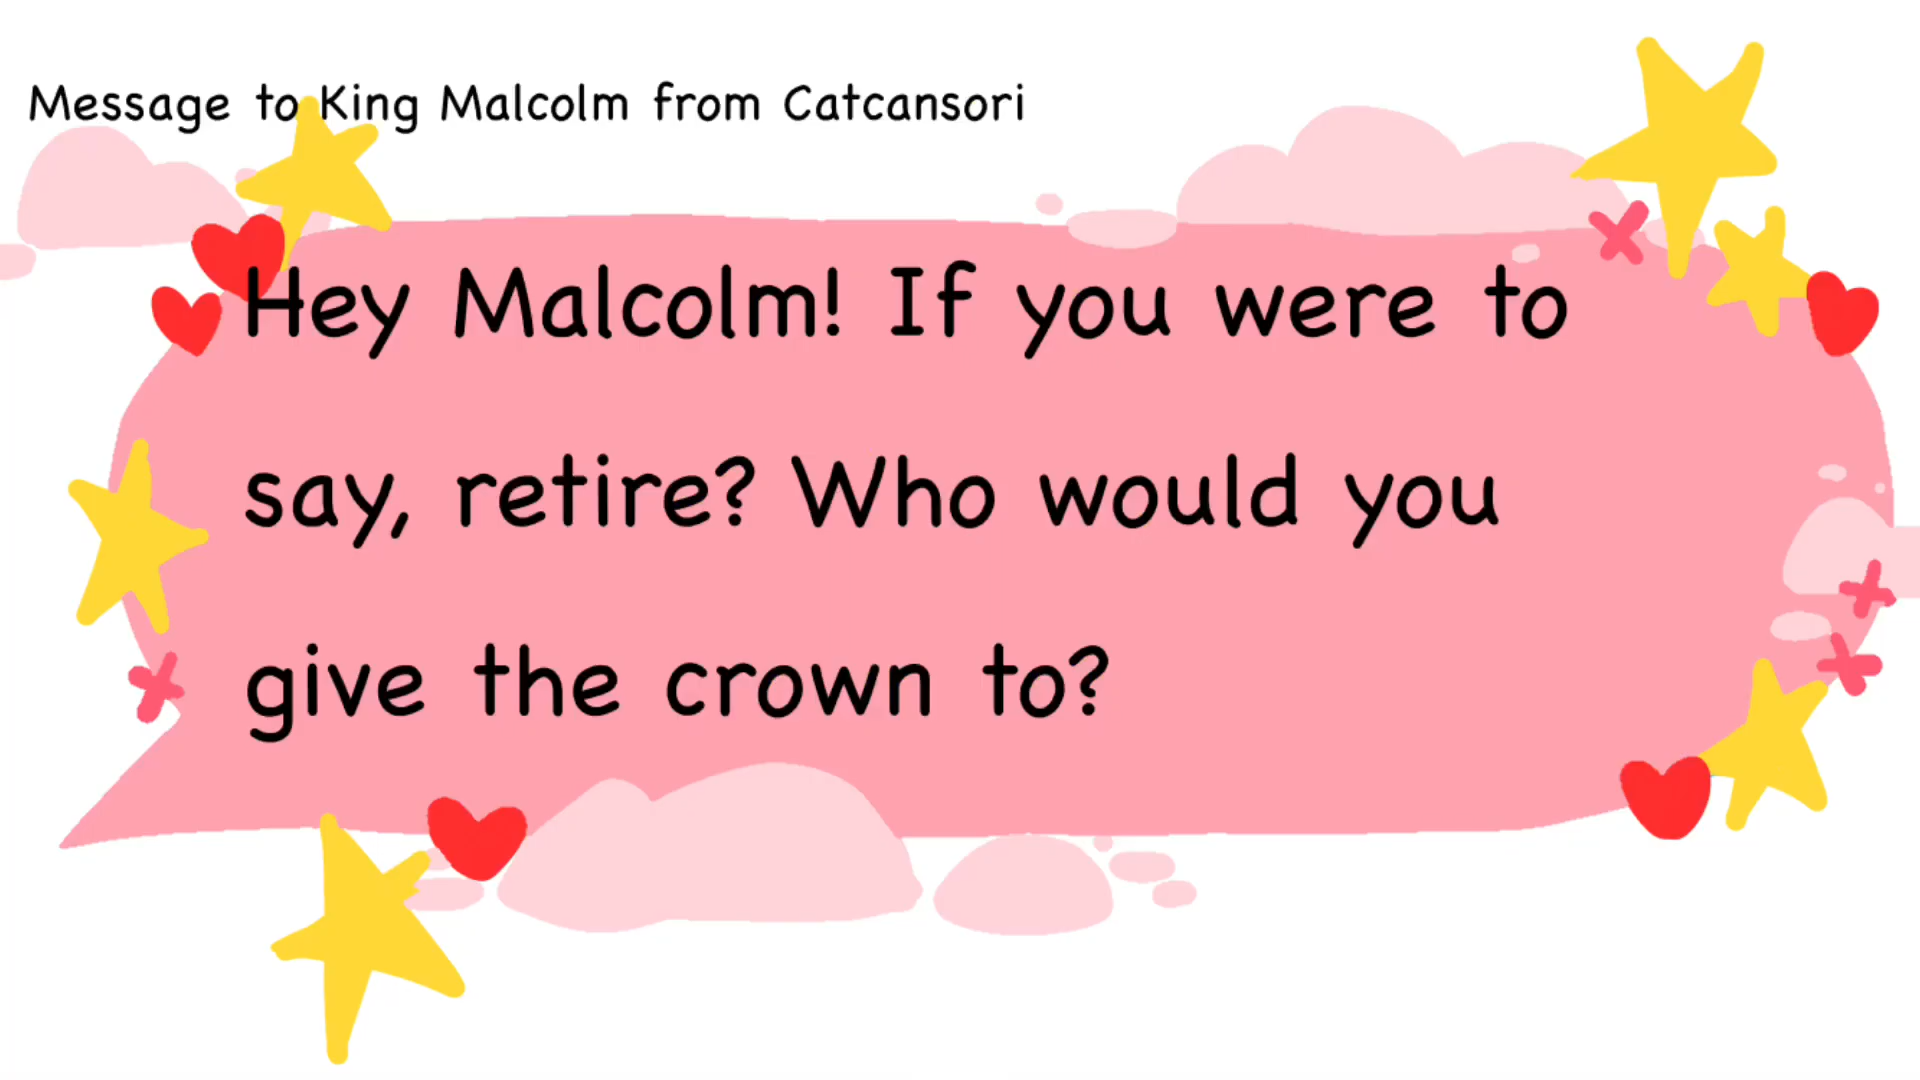 Message to King Malcolm from Catcansori
Hey Malcolm! If you were to
say, retire? Who would you
give the crown to?